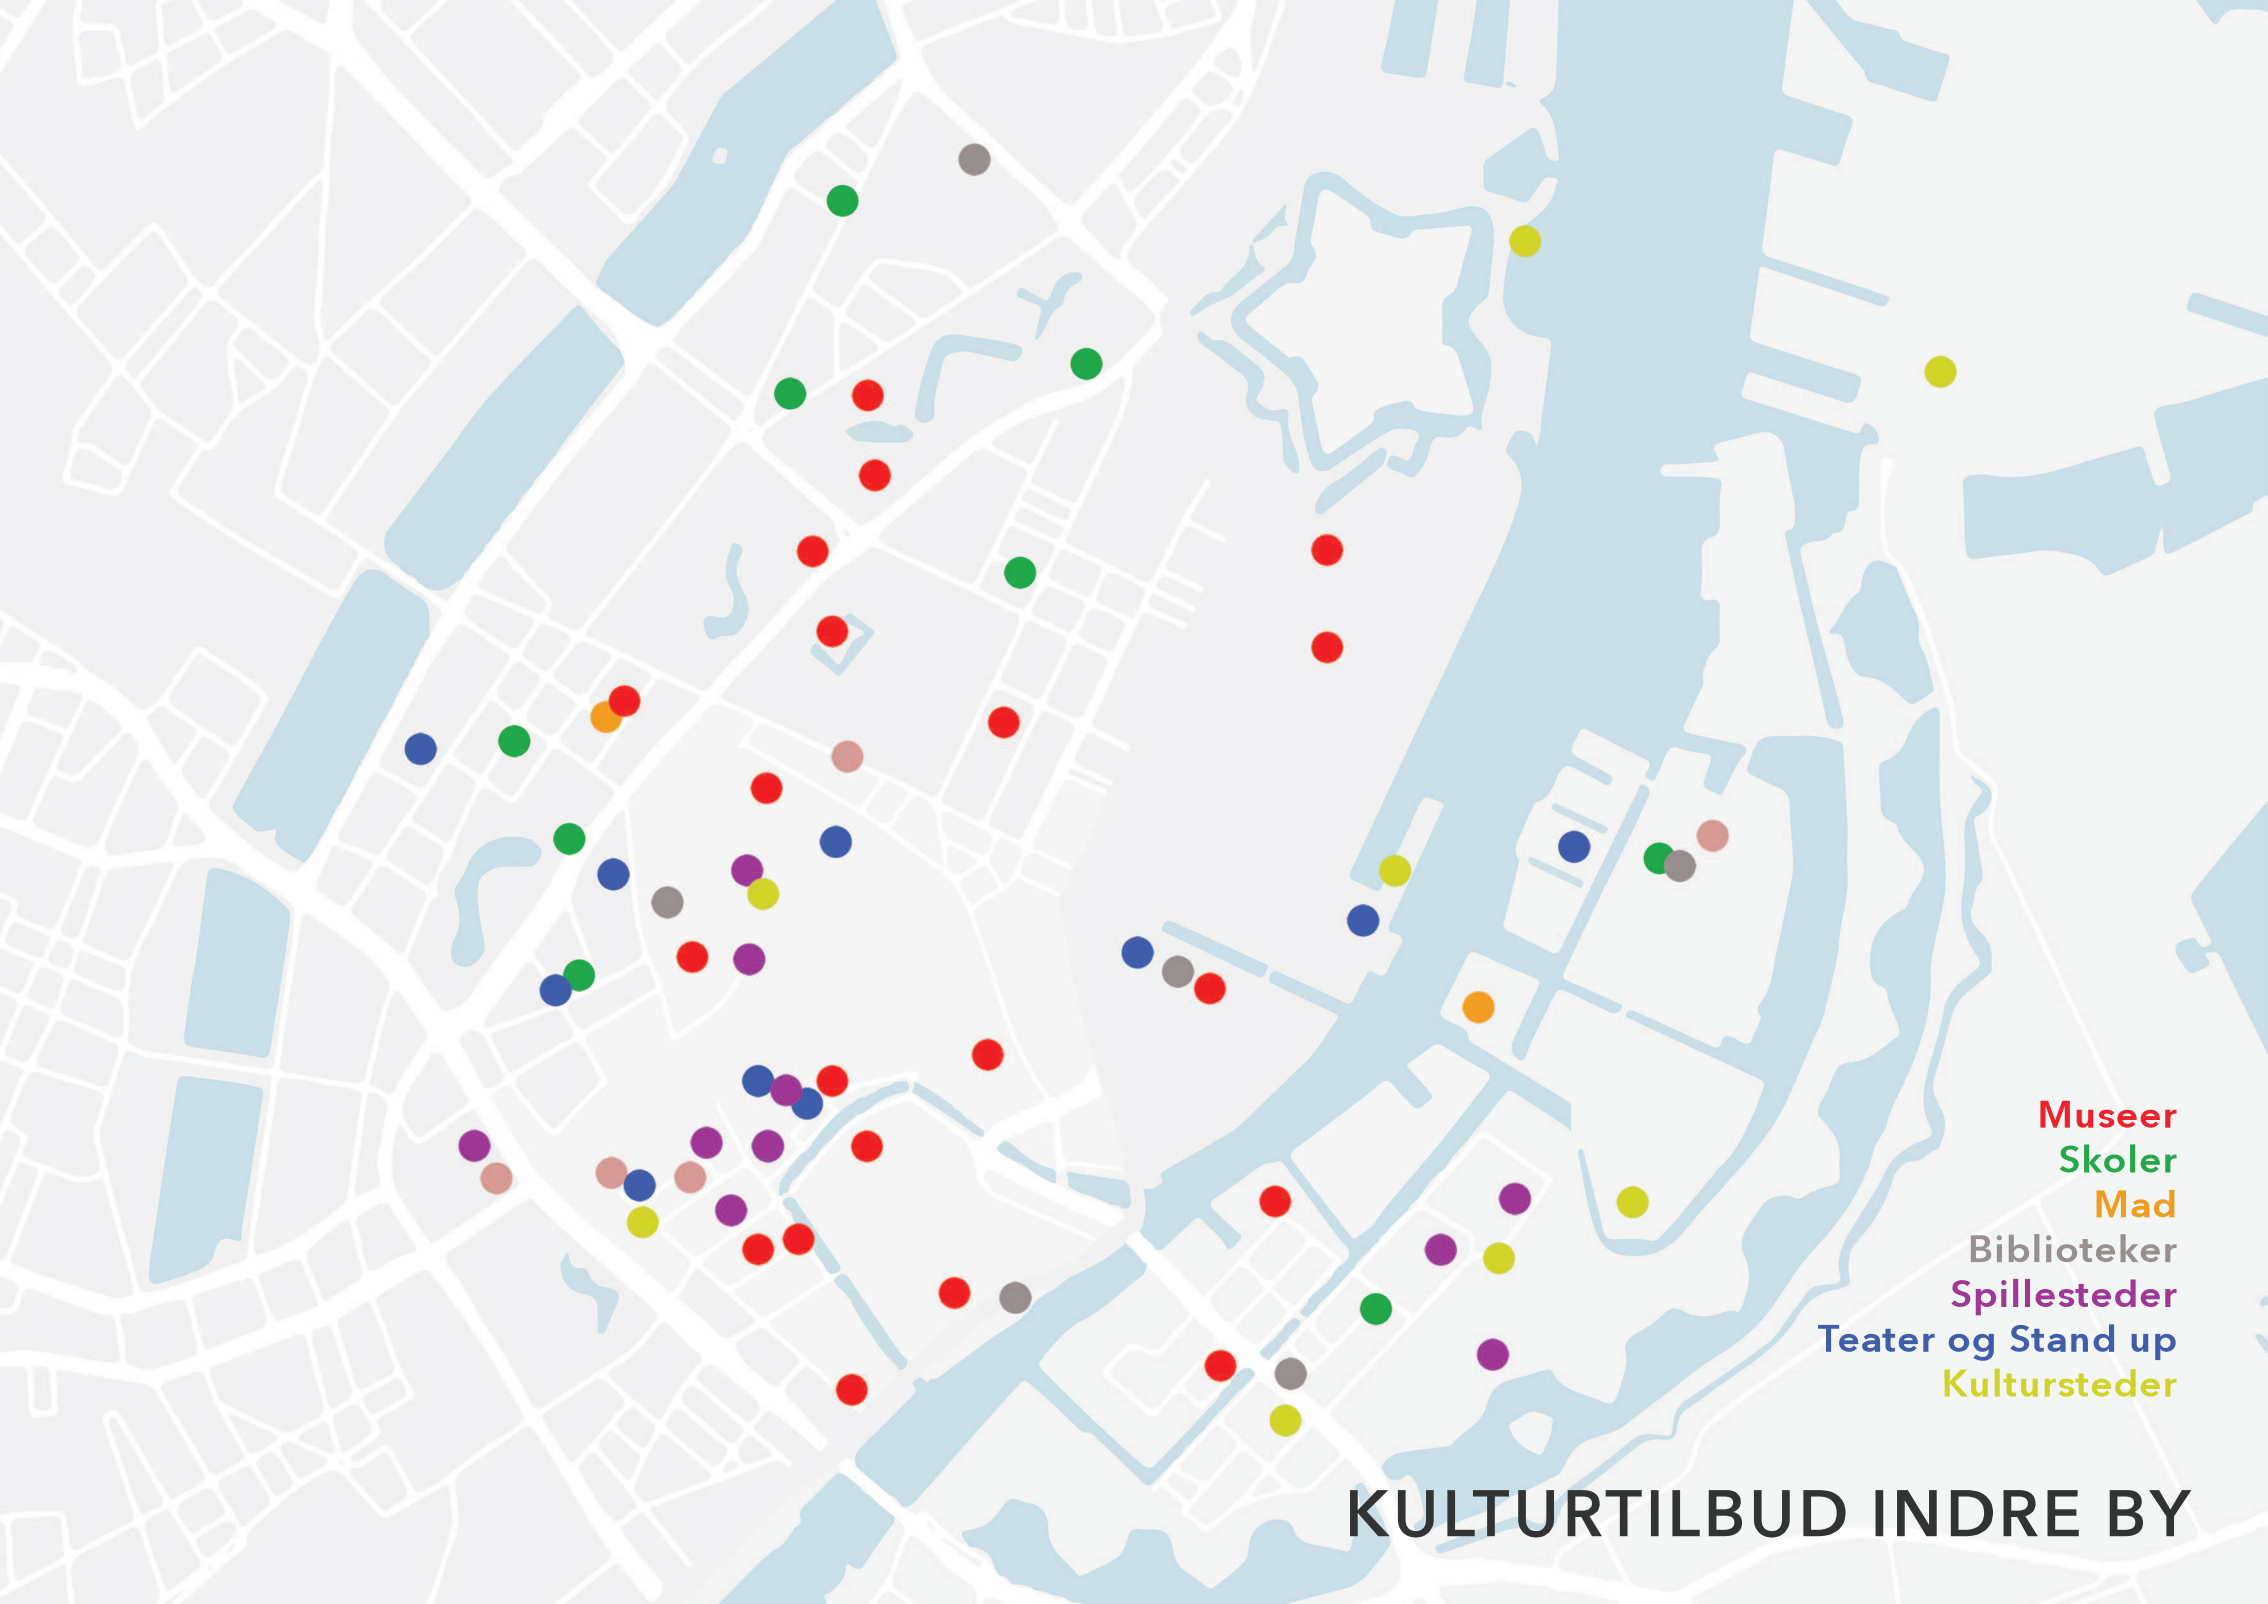 Museer
Skoler
Mad
Biblioteker
Spillesteder
Teater og Stand up
Kultursteder
KULTURTILBUD INDRE BY